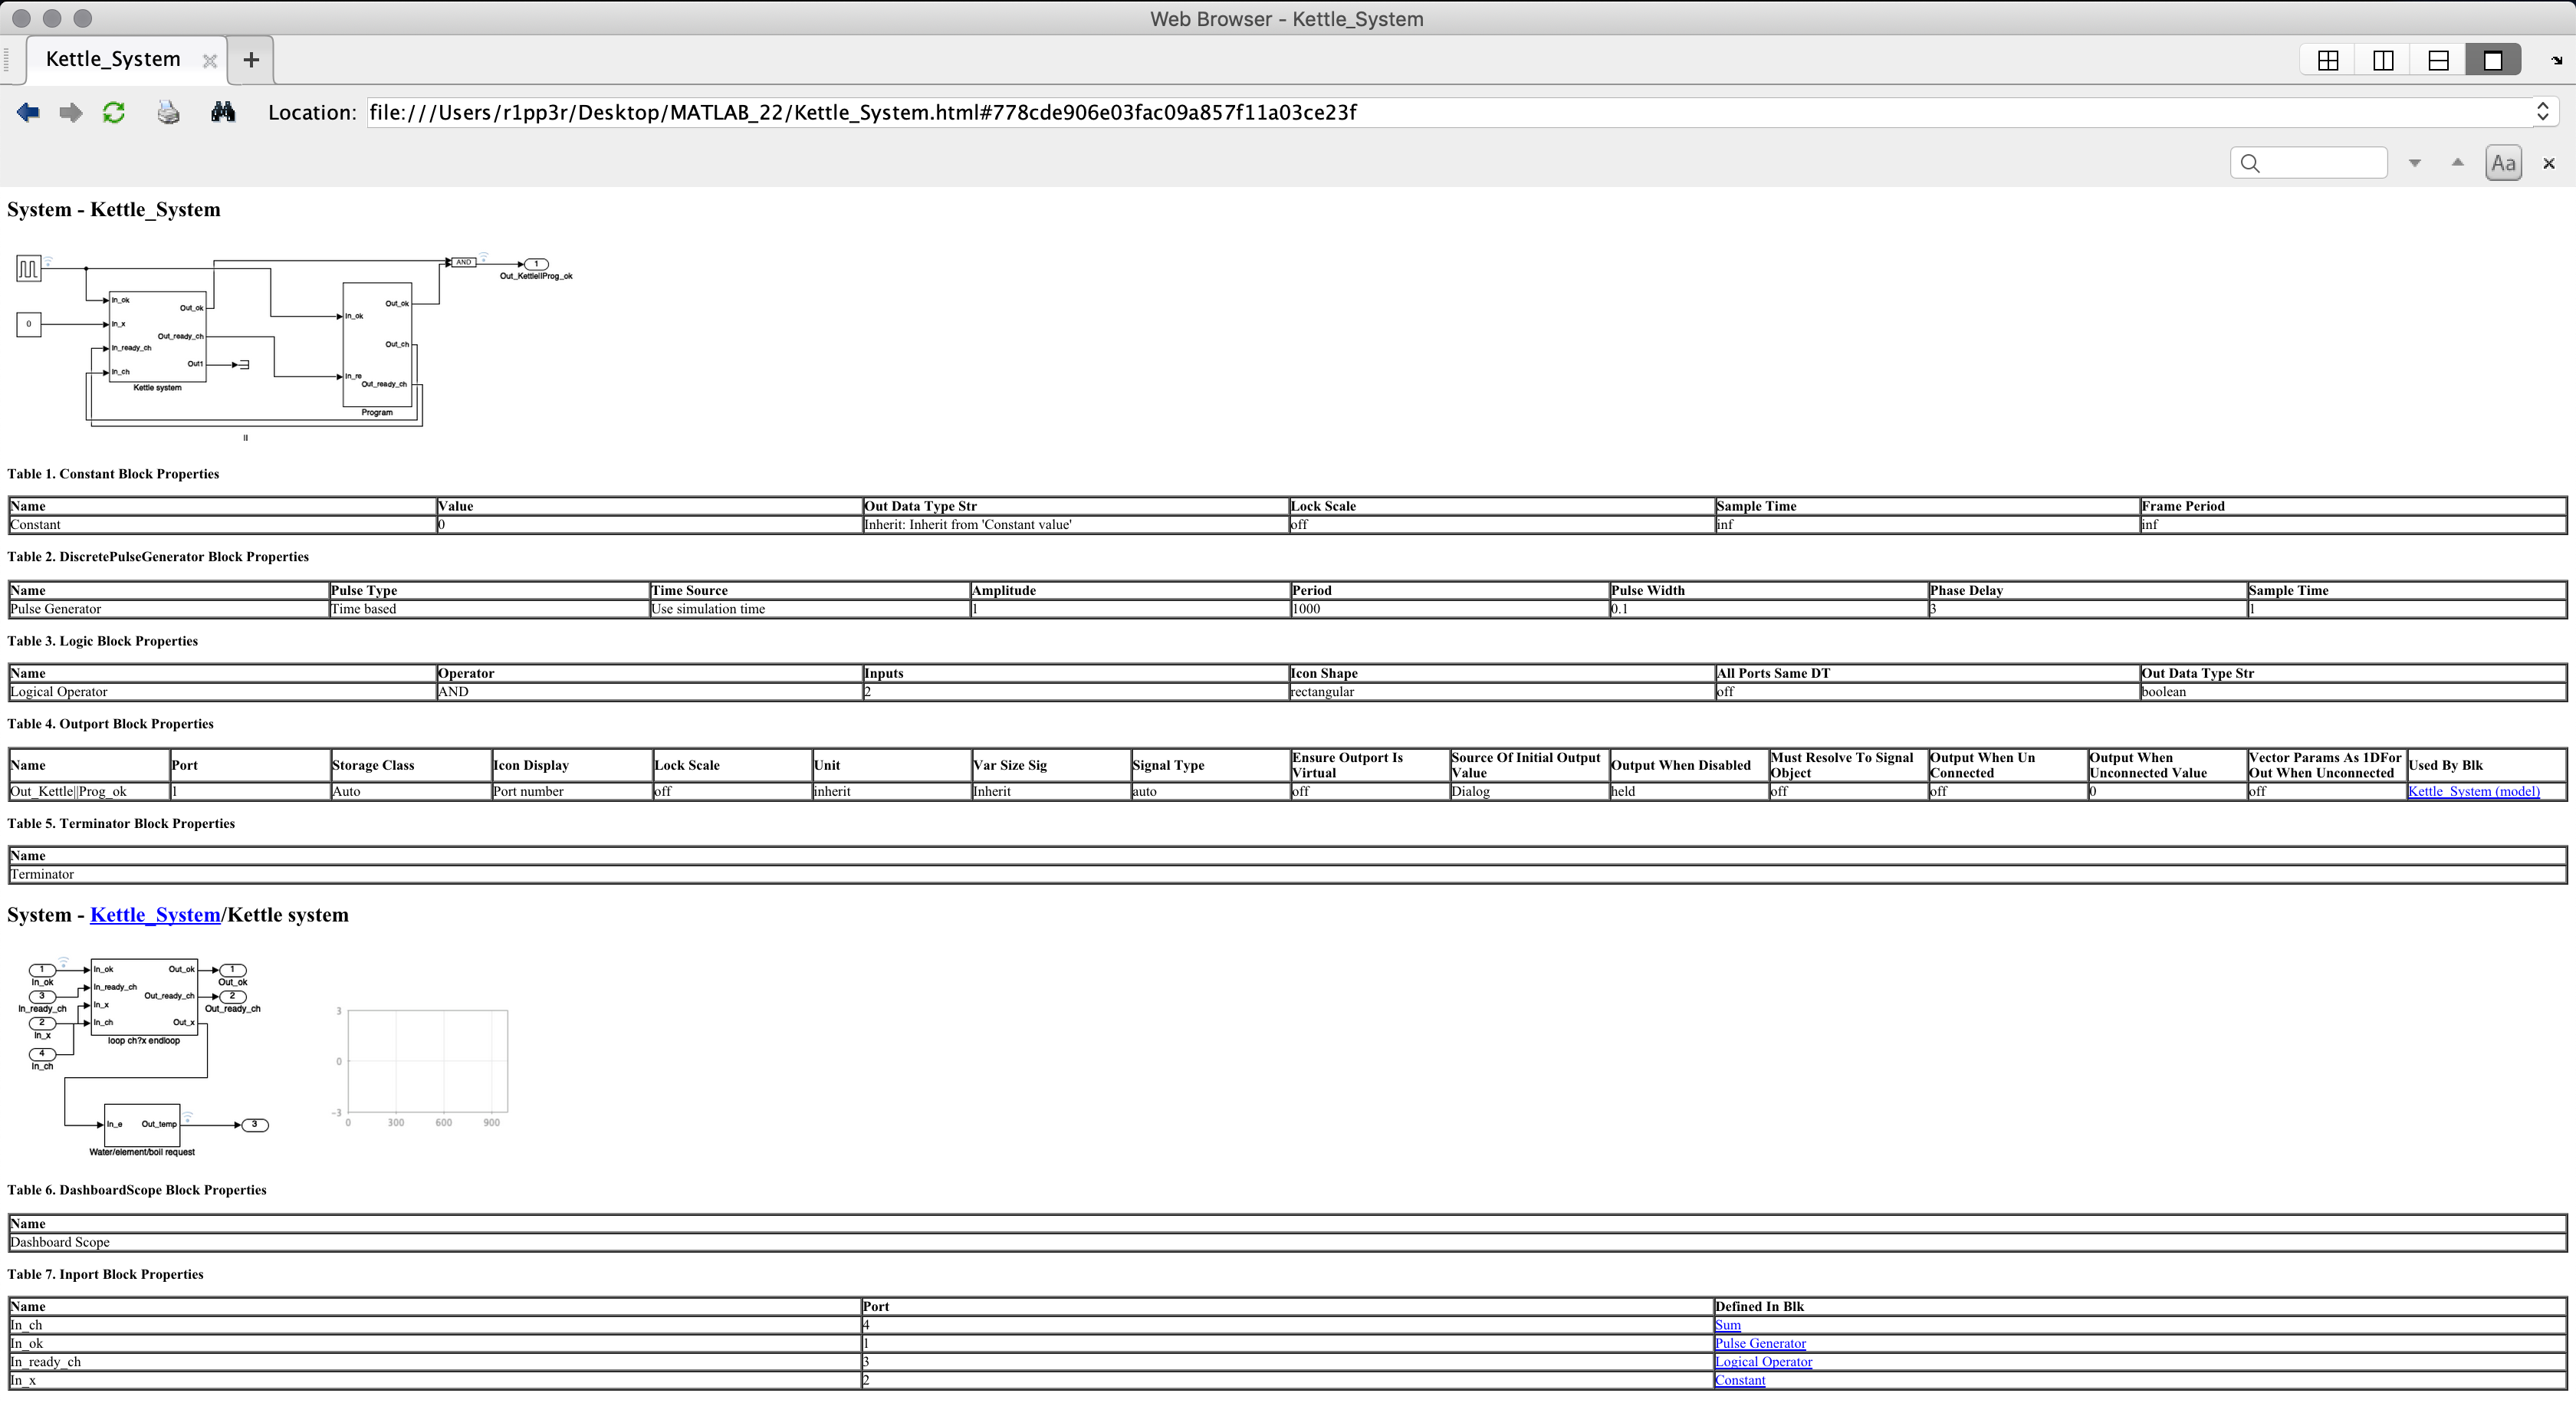 Web Browser - Kettle_System
Kettle_System
Location: file:///Users/r1pp3r/Desktop/MATLAB_22/Kettle_System.html#778cde906e03fac09a857f11a03ce23f
Aa
System - Kettle_System
AND
1
Out_Kettle||Prog_ok
In_ok
Out_ok
0
In_x
Out_ready_ch
In_ready_ch
Out1
In_ch
Kettle system
Out_ok
In_ok
Out_ch
In_re
Out_ready_ch
Program
||
Table 1. Constant Block Properties
Name Value Out Data Type Str Lock Scale Sample Time Frame Period
Constant 0 Inherit: Inherit from 'Constant value' off inf inf
Table 2. DiscretePulseGenerator Block Properties
Name Pulse Type Time Source Amplitude Period Pulse Width Phase Delay Sample Time
Pulse Generator Time based Use simulation time 1 1000 0.1 3 1
Table 3. Logic Block Properties
Name Operator Inputs Icon Shape All Ports Same DT Out Data Type Str
Logical Operator AND 2 rectangular off boolean
Table 4. Outport Block Properties
Name Port Storage Class Icon Display Lock Scale Unit Var Size Sig Signal Type Ensure Outport Is Virtual Source Of Initial Output Value Output When Disabled Must Resolve To Signal Object Output When Un Connected Output When Unconnected Value Vector Params As 1DFor Out When Unconnected Used By Blk
Out_Kettle||Prog_ok 1 Auto Port number off inherit Inherit auto off Dialog held off off 0 off Kettle_System (model)
Table 5. Terminator Block Properties
Name
Terminator
System - Kettle_System/Kettle system
1
In_ok
3
In_ready_ch
2
In_x
4
In_ch
In_ok Out_ok
In_ready_ch
Out_ready_ch
In_x
In_ch Out_x
loop ch?x endloop
1
Out_ok
2
Out_ready_ch
In_e Out_temp
3
Water/element/boil request
3
0
-3
0 300 600 900
Table 6. DashboardScope Block Properties
Name
Dashboard Scope
Table 7. Inport Block Properties
Name Port Defined In Blk
In_ch 4 Sum
In_ok 1 Pulse Generator
In_ready_ch 3 Logical Operator
In_x 2 Constant